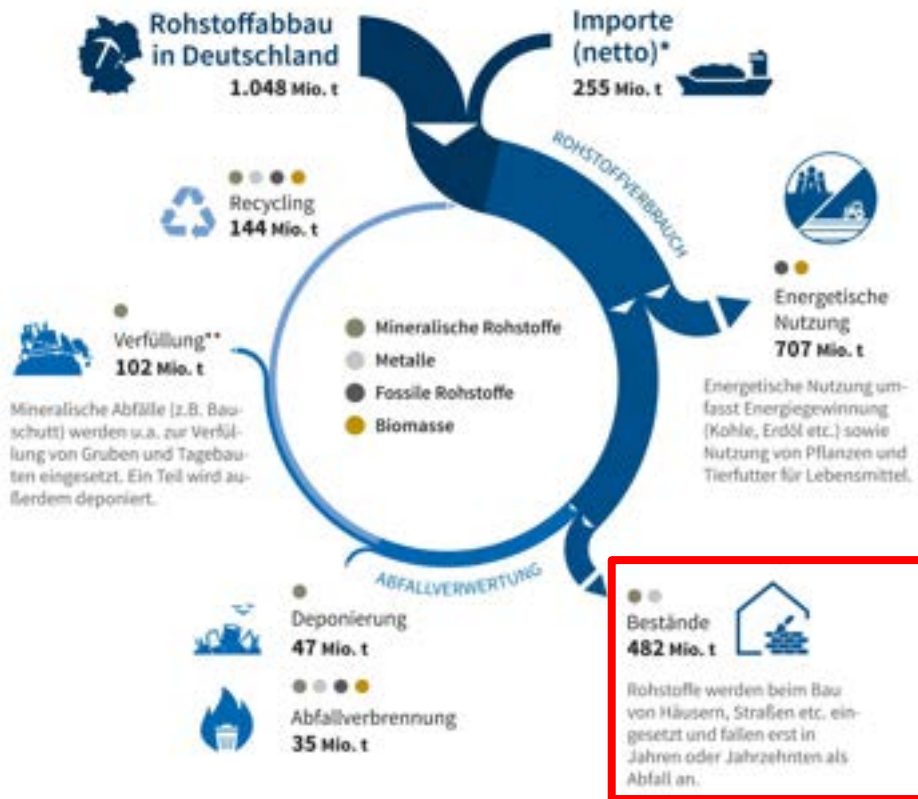 Rohstoffabbau
in Deutschland
1.048 Mio. t
Importe
(netto)*
255 Mio. t
ROHSTOFFVERBRAUCH
Recycling
144 Mio. t
Energetische
Nutzung
707 Mio. t
Energetische Nutzung um-
fasst Energiegewinnung
(Kohle, Erdöl etc.) sowie
Nutzung von Pflanzen und
Tierfutter für Lebensmittel.
Verfüllung**
102 Mio. t
Mineralische Abfälle (z.B. Bau-
schutt) werden u.a. zur Verfül-
lung von Gruben und Tagebau-
ten eingesetzt. Ein Teil wird au-
ßerdem deponiert.
Mineralische Rohstoffe
Metalle
Fossile Rohstoffe
Biomasse
ABFALLVERWERTUNG
Deponierung
47 Mio. t
Abfallverbrennung
35 Mio. t
Bestände
482 Mio. t
Rohstoffe werden beim Bau
von Häusern, Straßen etc. ein-
gesetzt und fallen erst in
Jahren oder Jahrzehnten als
Abfall an.